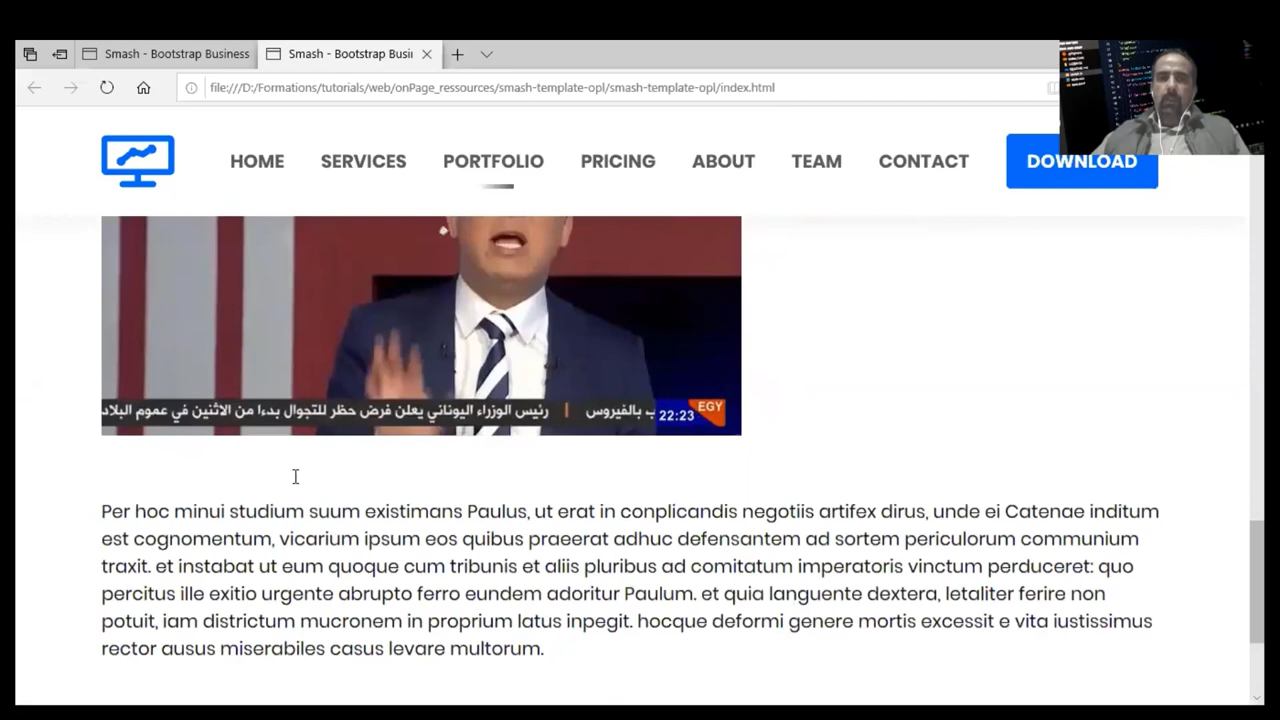 Smash - Bootstrap Business
Smash - Bootstrap Busi
file:///D:/Formations/tutorials/web/onPage_ressources/smash-template-opl/smash-template-opl/index.html
HOME SERVICES PORTFOLIO PRICING ABOUT TEAM CONTACT DOWNLOAD
رئيس الوزراء اليوناني يعلن فرض حظر للتجوال بدءا من الاثنين في عموم البلاد
ب بالفيروس
22:23 EGY
Per hoc minui studium suum existimans Paulus, ut erat in conplicandis negotiis artifex dirus, unde ei Catenae inditum
est cognomentum, vicarium ipsum eos quibus praeerat adhuc defensantem ad sortem periculorum communium
traxit. et instabat ut eum quoque cum tribunis et aliis pluribus ad comitatum imperatoris vinctum perduceret: quo
percitus ille exitio urgente abrupto ferro eundem adoritur Paulum. et quia languente dextera, letaliter ferire non
potuit, iam districtum mucronem in proprium latus inpegit. hocque deformi genere mortis excessit e vita iustissimus
rector ausus miserabiles casus levare multorum.